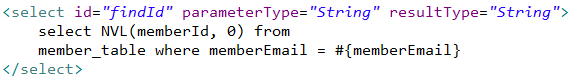 <select id="findId" parameterType="String" resultType="String">
select NVL(memberId, 0) from
member_table where memberEmail = #{memberEmail}
</select>